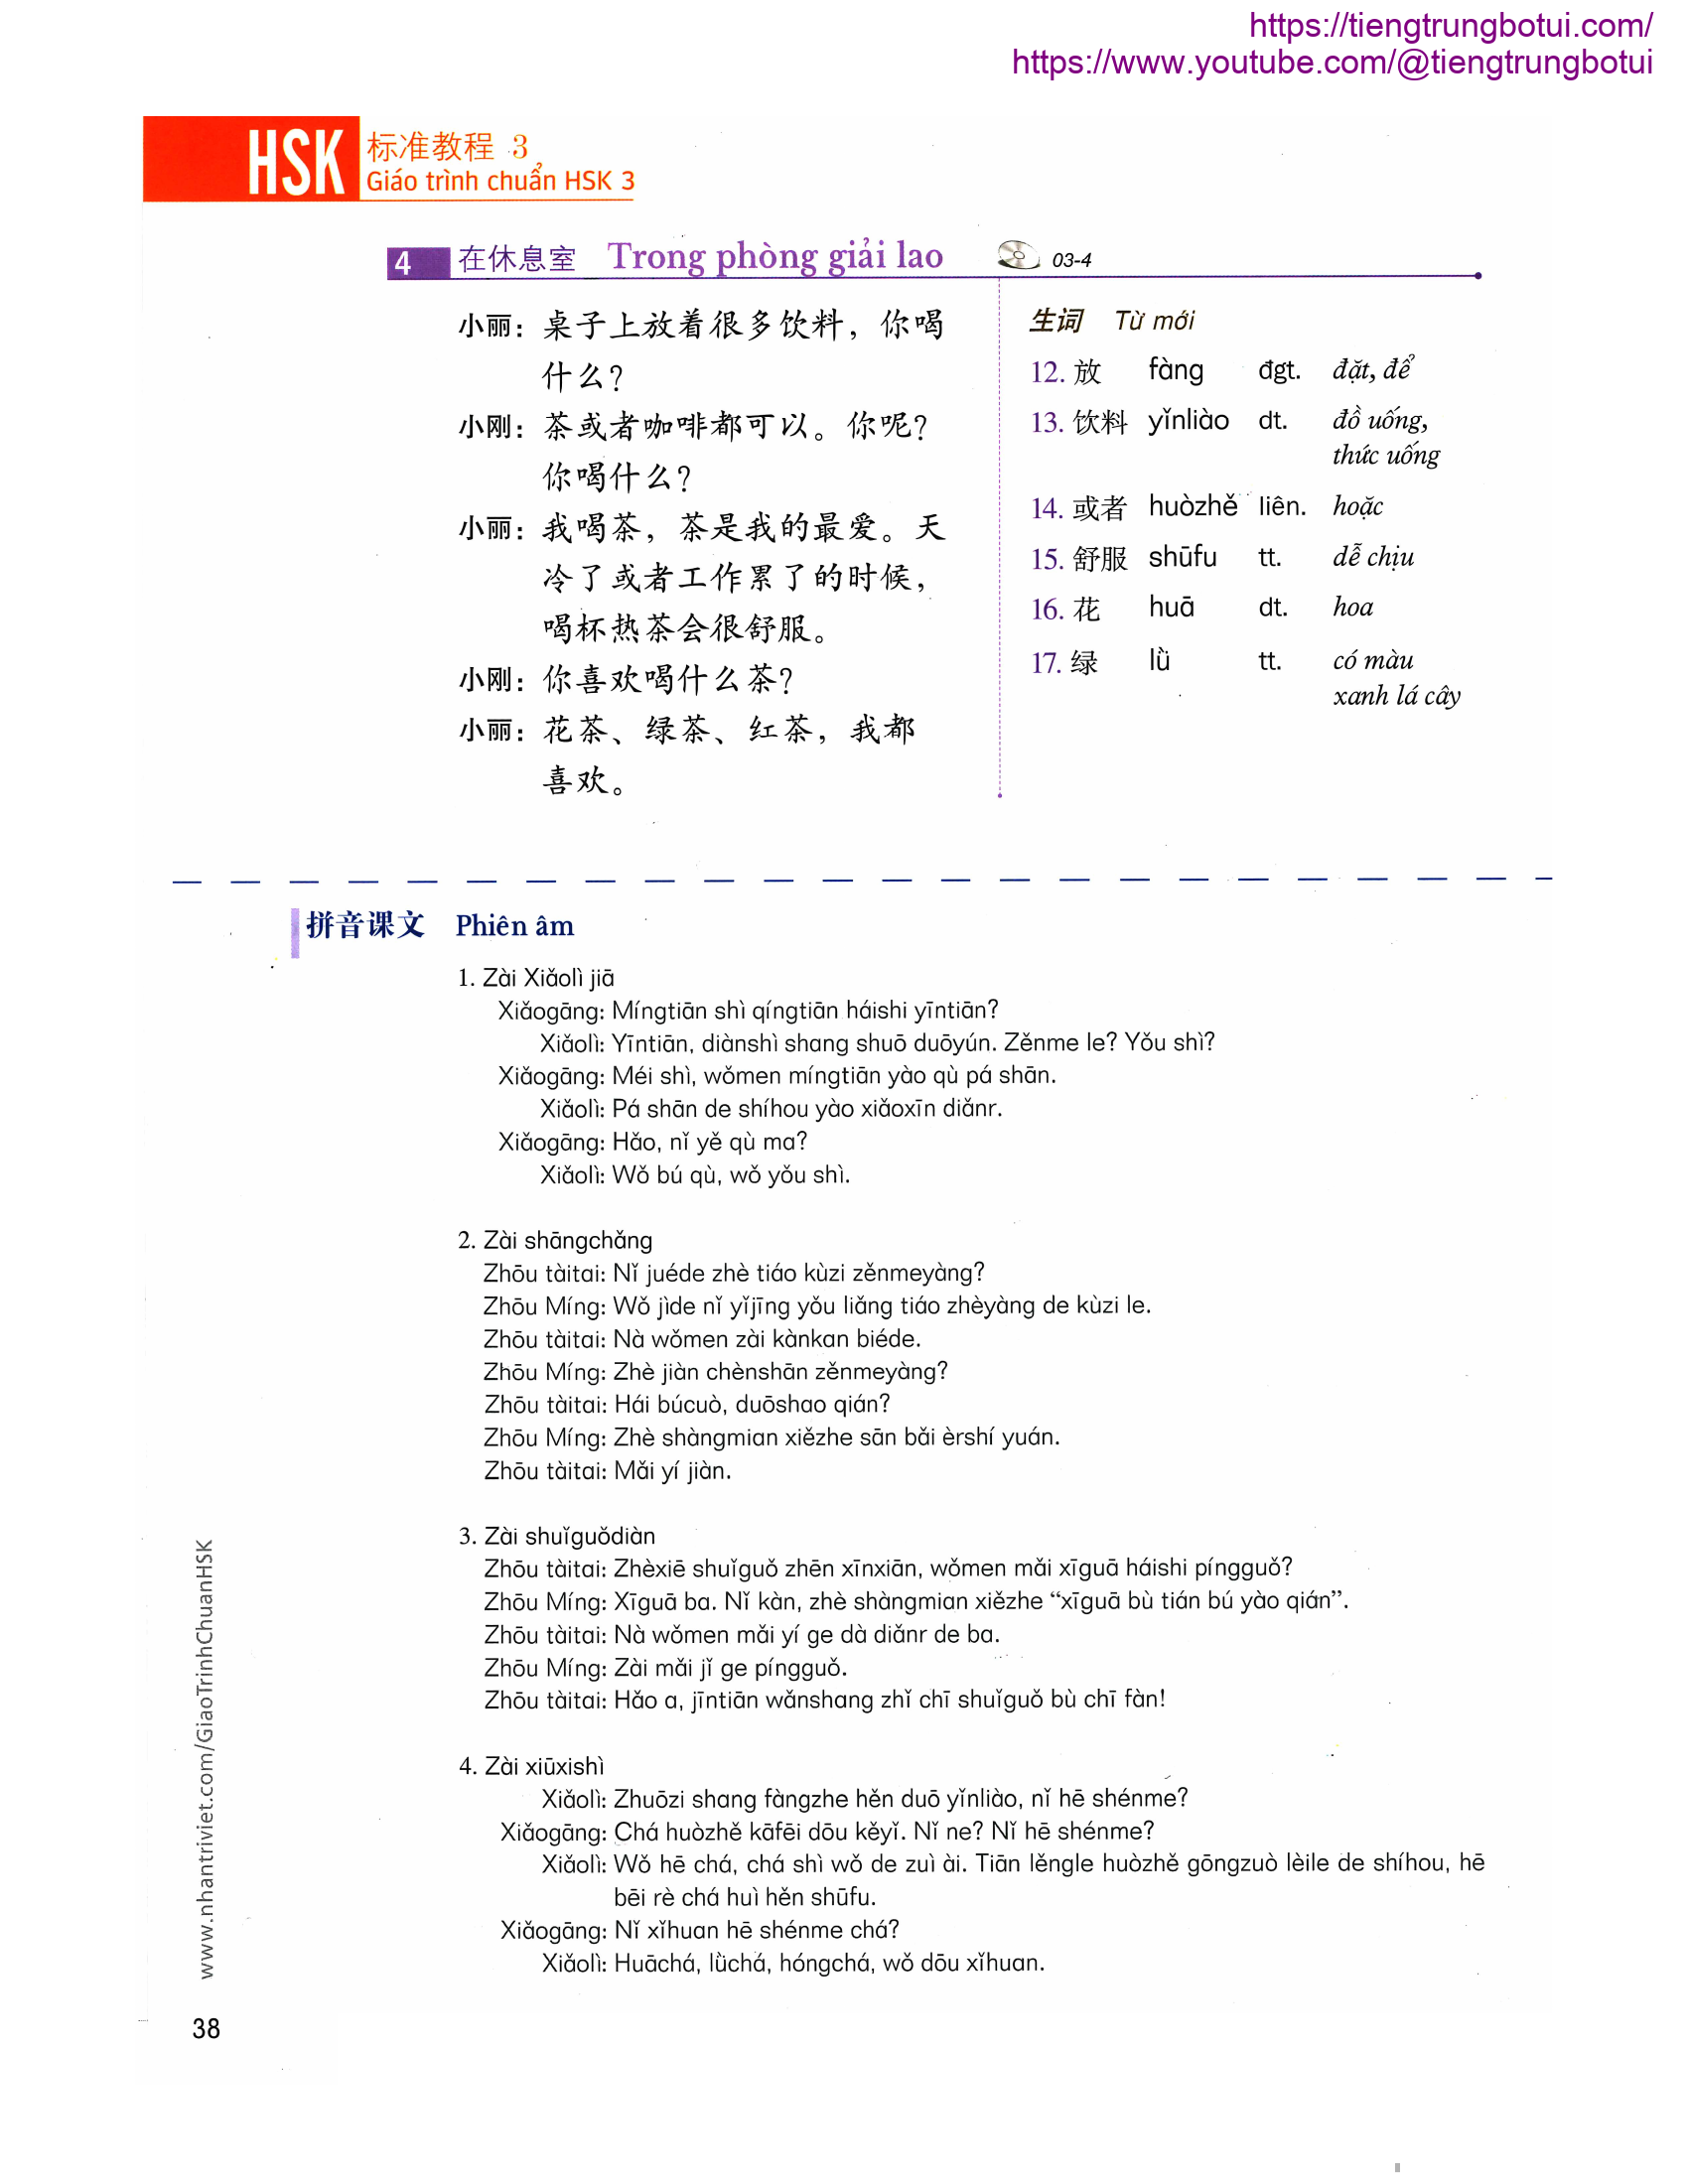 https://tiengtrungbotui.com/
https://www.youtube.com/@tiengtrungbotui
HSK 标准教程 3
Giáo trình chuẩn HSK 3
4 在休息室 Trong phòng giải lao 03-4
小丽：桌子上放着很多饮料，你喝
什么？
小刚：茶或者咖啡都可以。你呢？
你喝什么？
小丽：我喝茶，茶是我的最爱。天
冷了或者工作累了的时候，
喝杯热茶会很舒服。
小刚：你喜欢喝什么茶？
小丽：花茶、绿茶、红茶，我都
喜欢。
生词 Từ mới
12. 放 fàng đgt. đặt, để
13. 饮料 yǐnliào dt. đồ uống,
thức uống
14. 或者 huòzhě liên. hoặc
15. 舒服 shūfu tt. dễ chịu
16. 花 huā dt. hoa
17. 绿 lǜ tt. có màu
xanh lá cây
拼音课文 Phiên âm
1. Zài Xiǎolì jiā
Xiǎogāng: Míngtiān shì qíngtiān háishi yīntiān?
Xiǎolì: Yīntiān, diànshì shang shuō duōyún. Zěnme le? Yǒu shì?
Xiǎogāng: Méi shì, wǒmen míngtiān yào qù pá shān.
Xiǎolì: Pá shān de shíhou yào xiǎoxīn diǎnr.
Xiǎogāng: Hǎo, nǐ yě qù ma?
Xiǎolì: Wǒ bú qù, wǒ yǒu shì.
2. Zài shāngchǎng
Zhōu tàitai: Nǐ juéde zhè tiáo kùzi zěnmeyàng?
Zhōu Míng: Wǒ jìde nǐ yǐjīng yǒu liǎng tiáo zhèyàng de kùzi le.
Zhōu tàitai: Nà wǒmen zài kànkan biéde.
Zhōu Míng: Zhè jiàn chènshān zěnmeyàng?
Zhōu tàitai: Hái búcuò, duōshao qián?
Zhōu Míng: Zhè shàngmian xiězhe sān bǎi èrshí yuán.
Zhōu tàitai: Mǎi yí jiàn.
3. Zài shuǐguǒdiàn
Zhōu tàitai: Zhèxiē shuǐguǒ zhēn xīnxiān, wǒmen mǎi xīguā háishi píngguǒ?
Zhōu Míng: Xīguā ba. Nǐ kàn, zhè shàngmian xiězhe “xīguā bù tián bú yào qián”.
Zhōu tàitai: Nà wǒmen mǎi yí ge dà diǎnr de ba.
Zhōu Míng: Zài mǎi jǐ ge píngguǒ.
Zhōu tàitai: Hǎo a, jīntiān wǎnshang zhǐ chī shuǐguǒ bù chī fàn!
4. Zài xiūxishì
Xiǎolì: Zhuōzi shang fàngzhe hěn duō yǐnliào, nǐ hē shénme?
Xiǎogāng: Chá huòzhě kāfēi dōu kěyǐ. Nǐ ne? Nǐ hē shénme?
Xiǎolì: Wǒ hē chá, chá shì wǒ de zuì ài. Tiān lěngle huòzhě gōngzuò lèile de shíhou, hē
bēi rè chá huì hěn shūfu.
Xiǎogāng: Nǐ xǐhuan hē shénme chá?
Xiǎolì: Huāchá, lǜchá, hóngchá, wǒ dōu xǐhuan.
www.nhantriviet.com/GiaoTrinhChuanHSK
38